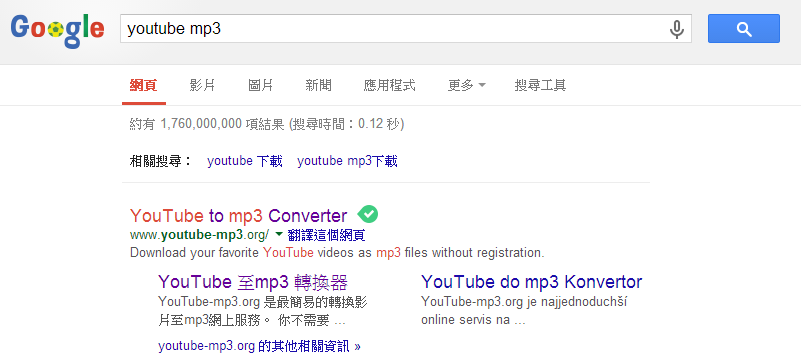 Google
youtube mp3
網頁 影片 圖片 新聞 應用程式 更多 搜尋工具
約有 1,760,000,000 項結果 (搜尋時間：0.12 秒)
相關搜尋： youtube 下載 youtube mp3下載
YouTube to mp3 Converter
www.youtube-mp3.org/ 翻譯這個網頁
Download your favorite YouTube videos as mp3 files without registration.
YouTube 至mp3 轉換器
YouTube-mp3.org 是最簡易的轉換影
片至mp3網上服務。 你不需要 ...
YouTube do mp3 Konvertor
YouTube-mp3.org je najjednoduchší
online servis na ...
youtube-mp3.org 的其他相關資訊 »